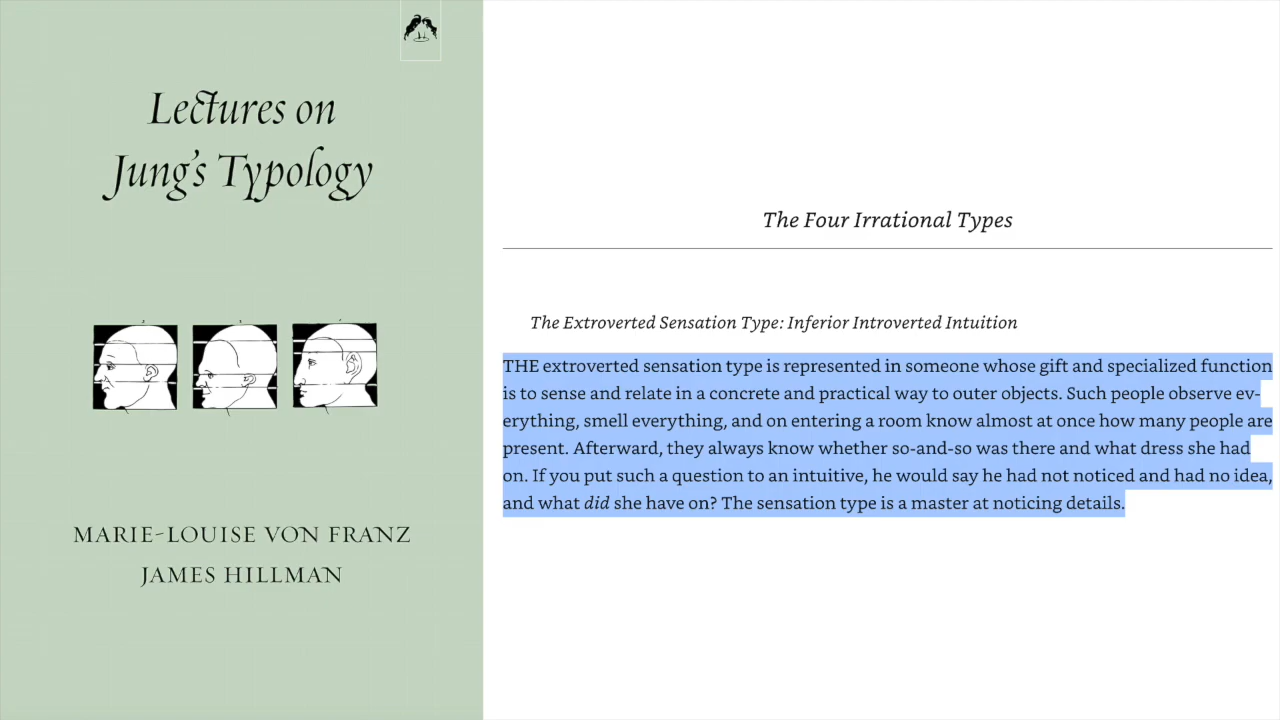 Lectures on
Jung's Typology
MARIE-LOUISE VON FRANZ
JAMES HILLMAN
The Four Irrational Types
The Extroverted Sensation Type: Inferior Introverted Intuition
THE extroverted sensation type is represented in someone whose gift and specialized function
is to sense and relate in a concrete and practical way to outer objects. Such people observe ev-
erything, smell everything, and on entering a room know almost at once how many people are
present. Afterward, they always know whether so-and-so was there and what dress she had
on. If you put such a question to an intuitive, he would say he had not noticed and had no idea,
and what did she have on? The sensation type is a master at noticing details.